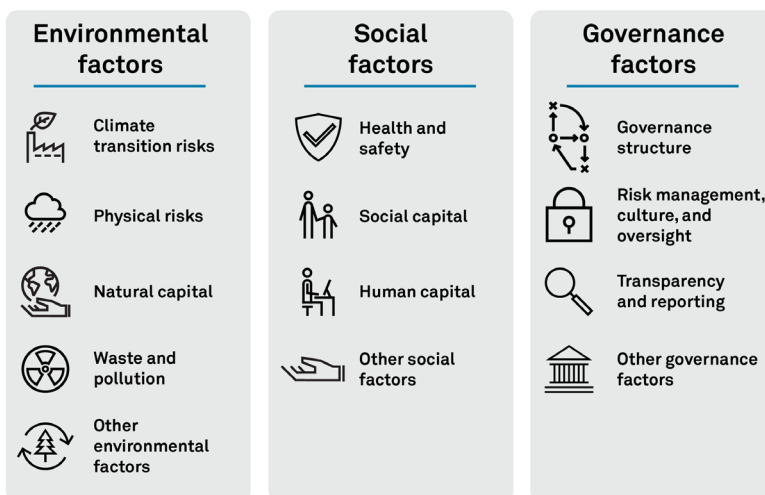 Environmental
factors
Climate
transition risks
Physical risks
Natural capital
Waste and
pollution
Other
environmental
factors
Social
factors
Health and
safety
Social capital
Human capital
Other social
factors
Governance
factors
Governance
structure
Risk management,
culture, and
oversight
Transparency
and reporting
Other governance
factors